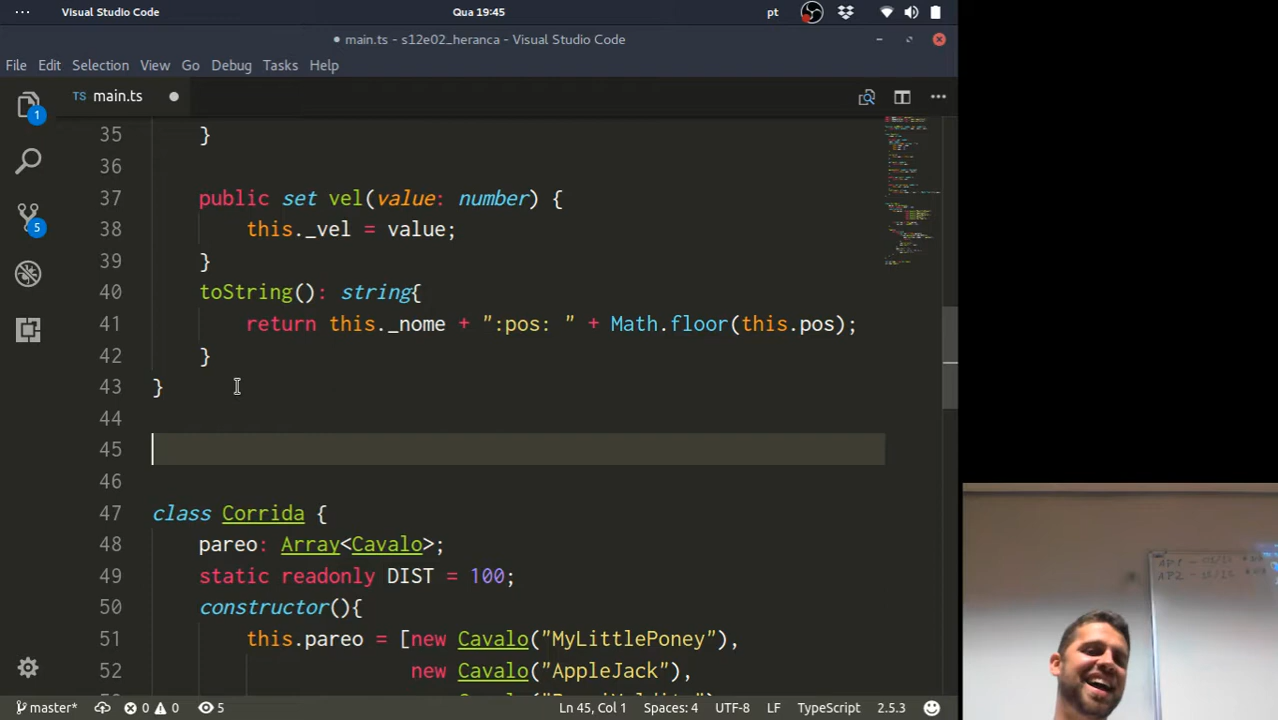 Visual Studio Code
Qua 19:45
pt
main.ts - s12e02_heranca - Visual Studio Code
File Edit Selection View Go Debug Tasks Help
TS main.ts
1
5
35 }
36
37 public set vel(value: number) {
38 this._vel = value;
39 }
40 toString(): string{
41 return this._nome + ":pos: " + Math.floor(this.pos);
42 }
43 }
44
45
46
47 class Corrida {
48 pareo: Array<Cavalo>;
49 static readonly DIST = 100;
50 constructor(){
51 this.pareo = [new Cavalo("MyLittlePoney"),
52 new Cavalo("AppleJack"),
master* 0 0 5 Ln 45, Col 1 Spaces: 4 UTF-8 LF TypeScript 2.5.3